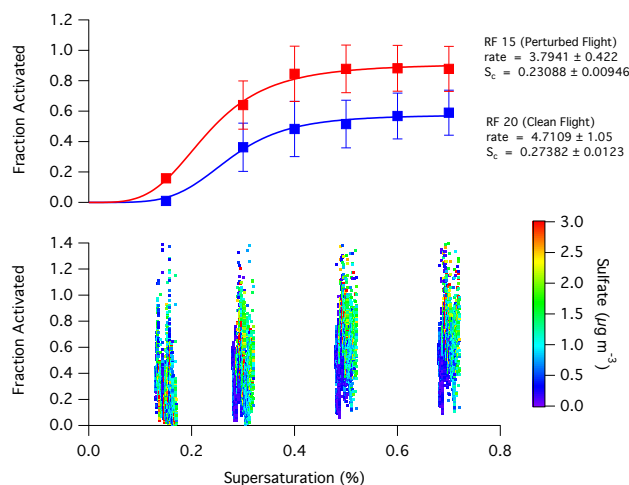 1.2
1.0
0.8
0.6
0.4
0.2
0.0
Fraction Activated
RF 15 (Perturbed Flight)
rate = 3.7941 ± 0.422
Sc = 0.23088 ± 0.00946
RF 20 (Clean Flight)
rate = 4.7109 ± 1.05
Sc = 0.27382 ± 0.0123
1.4
1.2
1.0
0.8
0.6
0.4
0.2
0.0
Fraction Activated
0.0 0.2 0.4 0.6 0.8
Supersaturation (%)
3.0
2.5
2.0
1.5
1.0
0.5
0.0
Sulfrate (μg m-3)